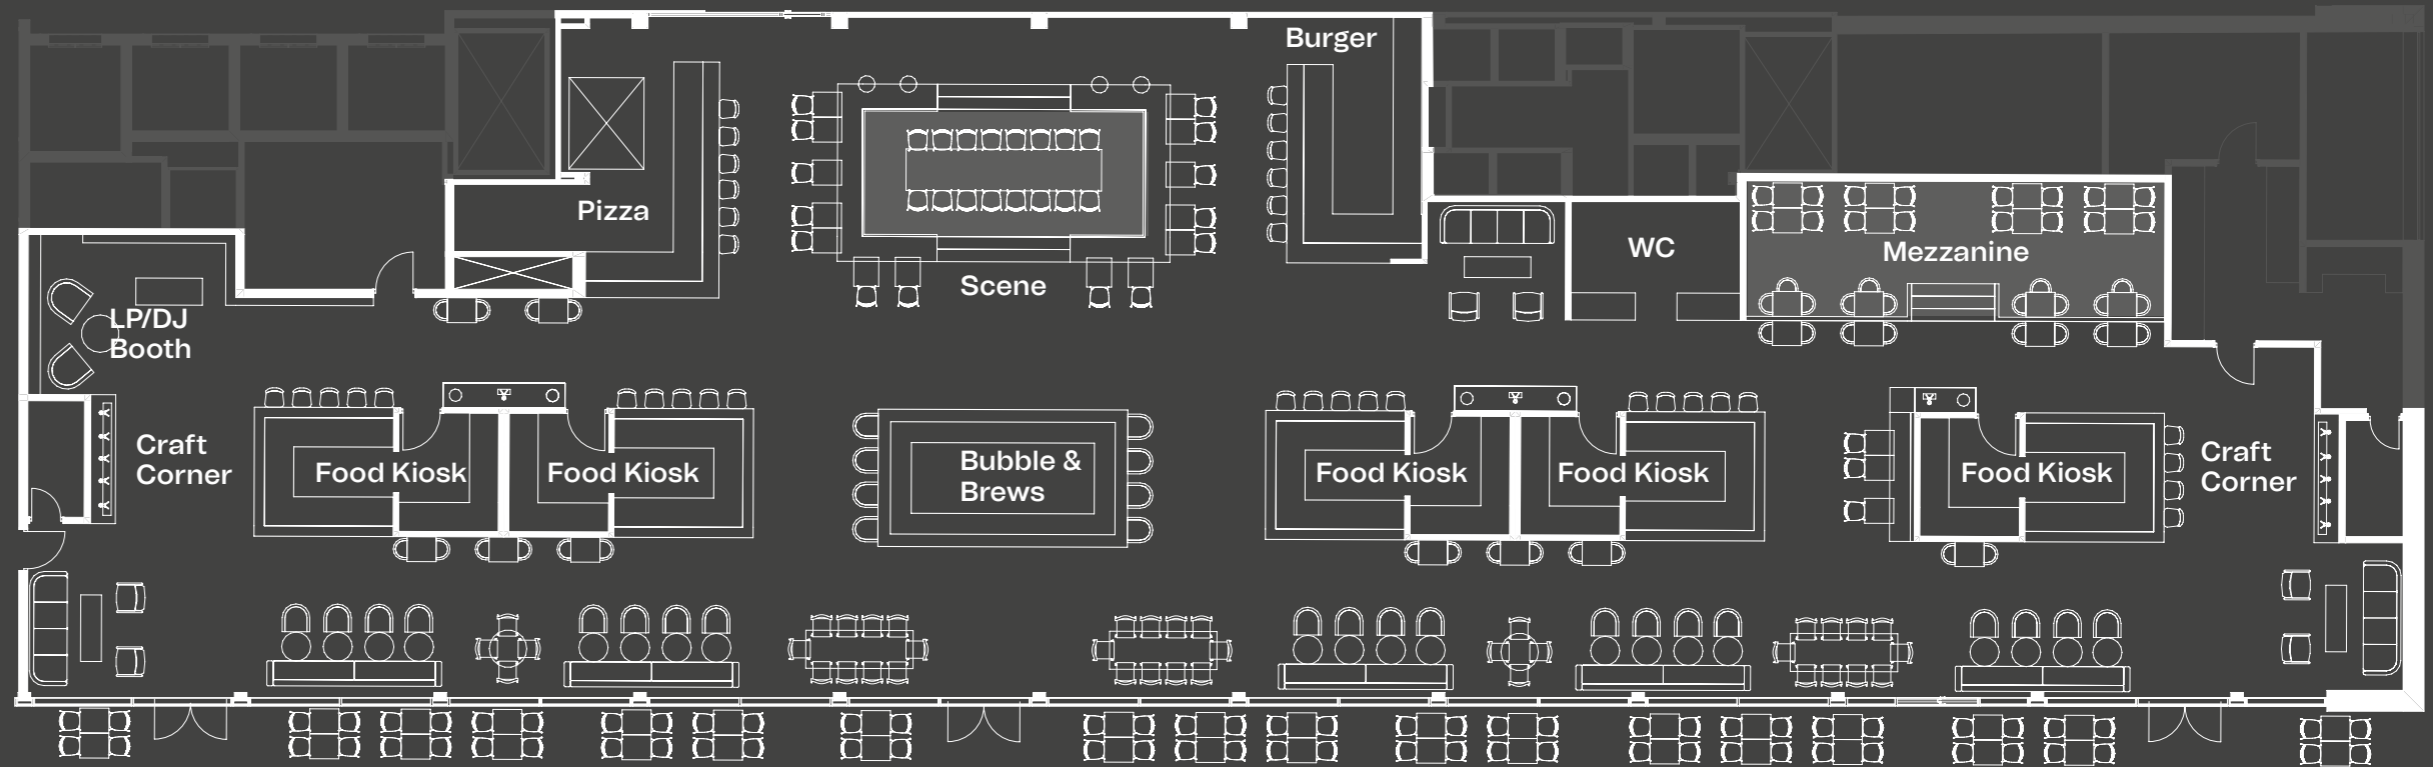 Burger
Pizza
WC
Mezzanine
Scene
LP/DJ
Booth
Craft
Corner
Food Kiosk
Food Kiosk
Bubble &
Brews
Food Kiosk
Food Kiosk
Food Kiosk
Craft
Corner